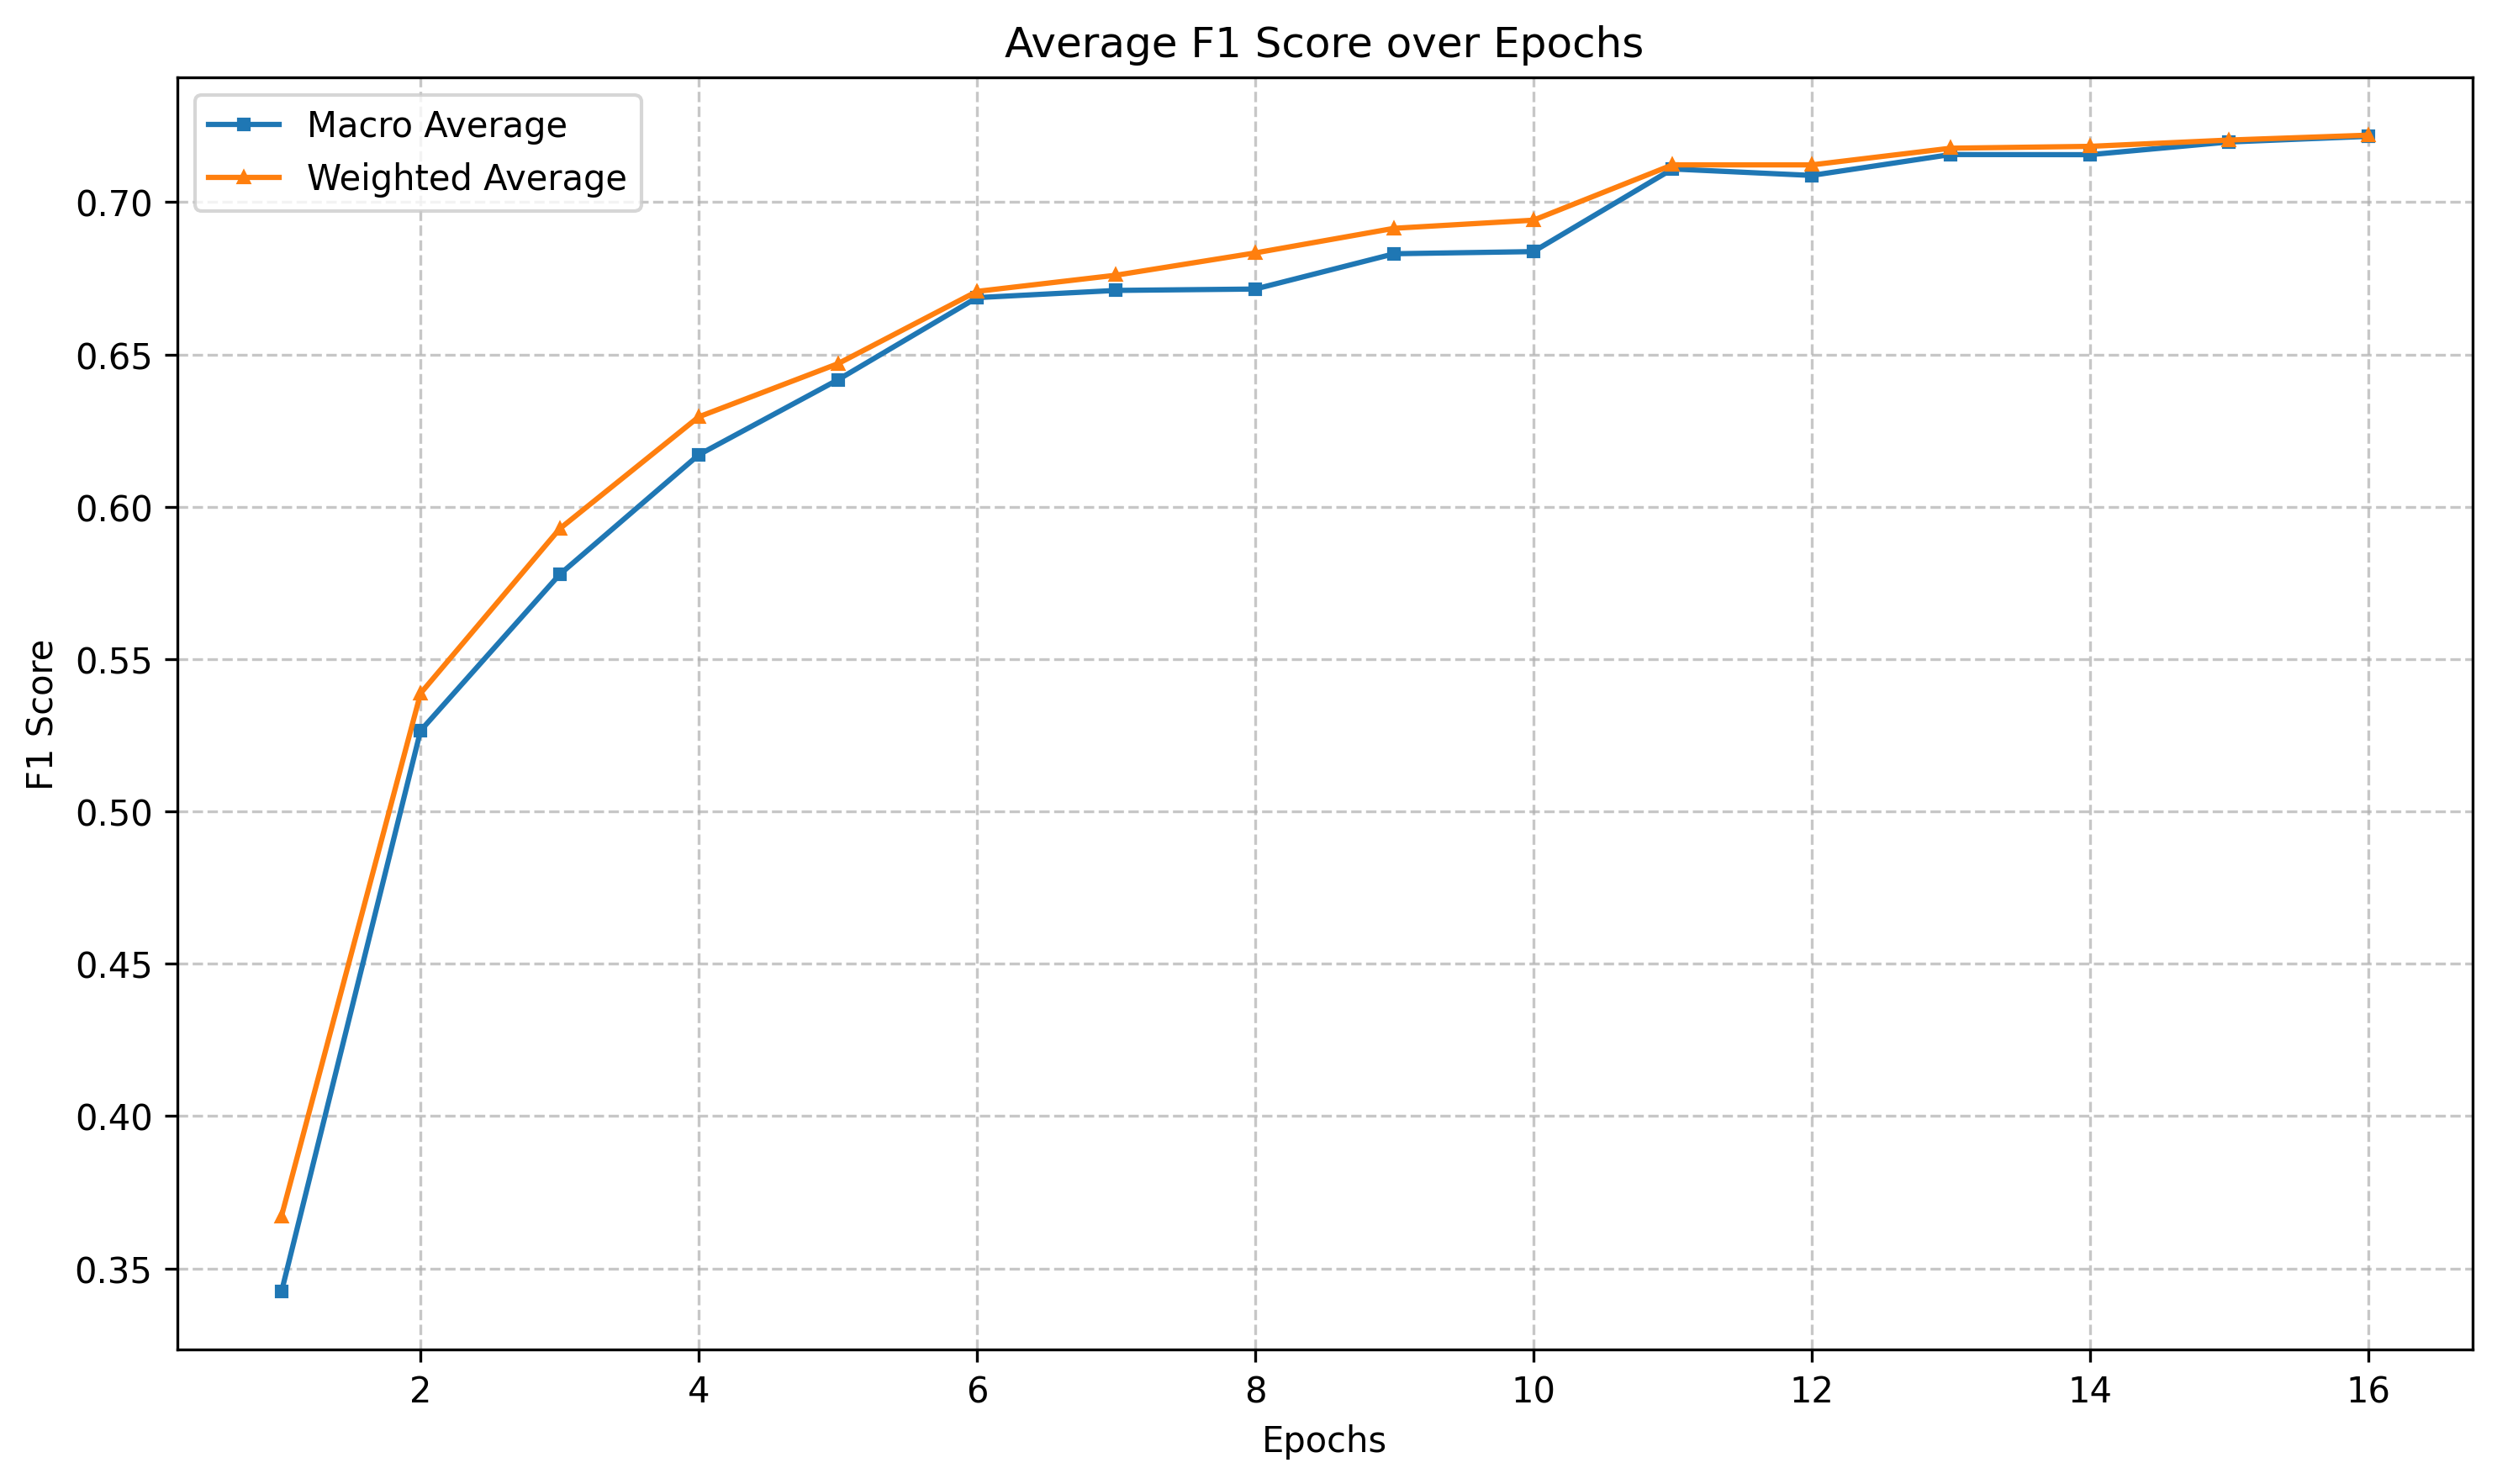 Average F1 Score over Epochs
Macro Average
Weighted Average
0.70
0.65
0.60
0.55
0.50
0.45
0.40
0.35
F1 Score
2 4 6 8 10 12 14 16
Epochs